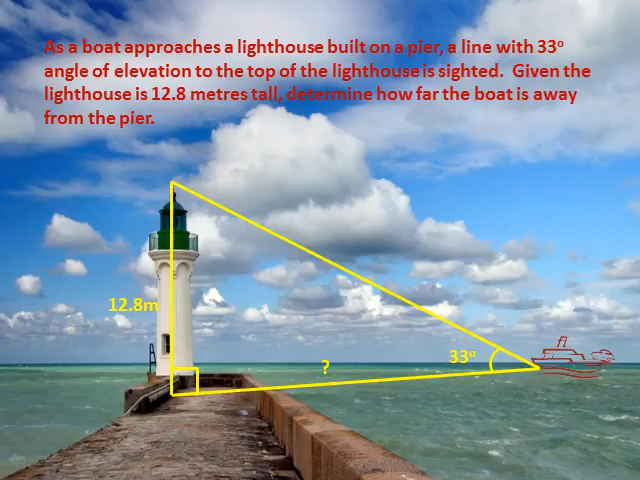 As a boat approaches a lighthouse built on a pier, a line with 33º
angle of elevation to the top of the lighthouse is sighted. Given the
lighthouse is 12.8 metres tall, determine how far the boat is away
from the pier.
12.8m
33º
?